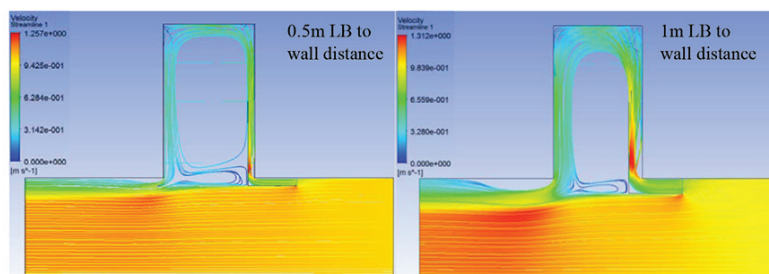 Velocity
Streamline 1
1.257e+000
9.425e-001
6.284e-001
3.142e-001
0.000e+000
[m s^-1]
0.5m LB to
wall distance
Velocity
Streamline 1
1.312e+000
9.839e-001
6.559e-001
3.280e-001
0.000e+000
[m s^-1]
1m LB to
wall distance